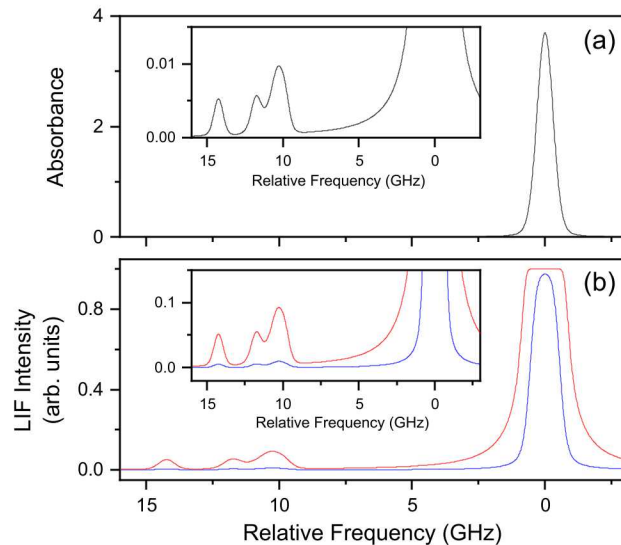 4
(a)
0.01
0.00
15
10
5
0
Relative Frequency (GHz)
2
0
Absorbance
(b)
0.1
0.0
15
10
5
0
Relative Frequency (GHz)
0.8
0.4
0.0
LIF Intensity
(arb. units)
15
10
5
0
Relative Frequency (GHz)